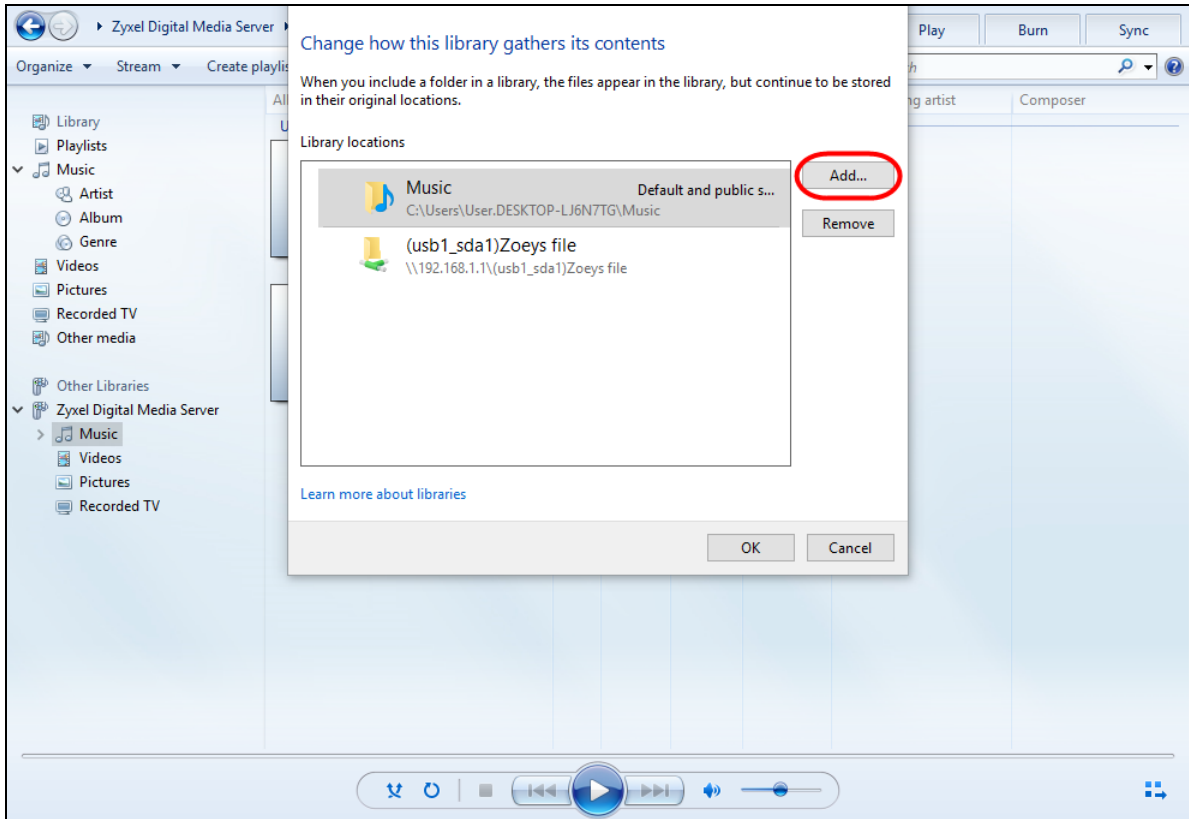 Zyxel Digital Media Server
Play
Burn
Sync
Organize
Stream
Create playlis
Change how this library gathers its contents
When you include a folder in a library, the files appear in the library, but continue to be stored
in their original locations.
Library locations
Music
Default and public s...
C:\Users\User.DESKTOP-LJ6N7TG\Music
(usb1_sda1)Zoeys file
\\192.168.1.1\(usb1_sda1)Zoeys file
Add...
Remove
Learn more about libraries
OK
Cancel
ng artist
Composer
Library
Playlists
Music
Artist
Album
Genre
Videos
Pictures
Recorded TV
Other media
Other Libraries
Zyxel Digital Media Server
Music
Videos
Pictures
Recorded TV